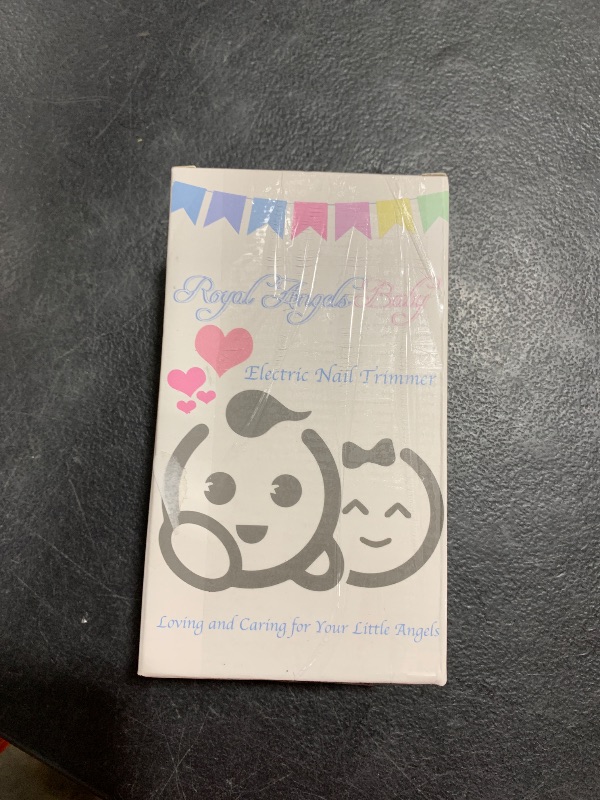 Royal Angels Baby
Electric Nail Trimmer
Loving and Caring for Your Little Angels